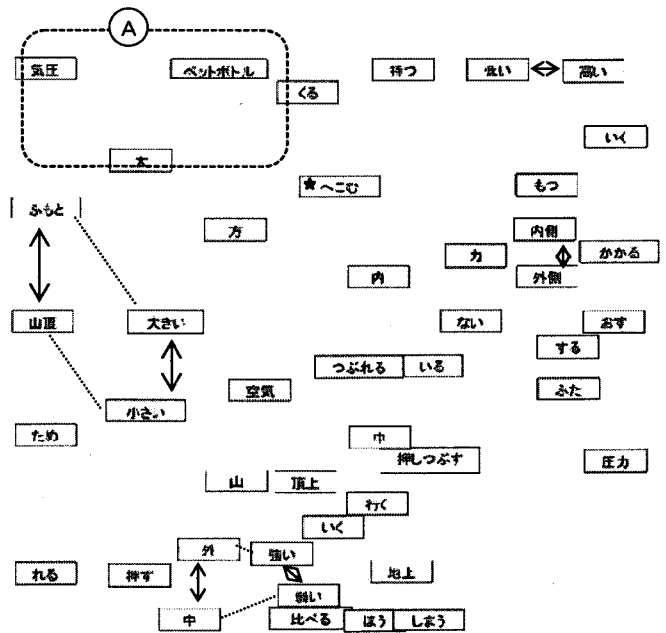 A
気圧
ペットボトル
持つ
低い
高い
くる
いく
★へこむ
もつ
ふもと
方
内側
力
かかる
内
外側
山頂
大きい
ない
おす
する
つぶれる
いる
空気
ふた
小さい
ため
中
押しつぶす
圧力
山
頂上
行く
いく
外
強い
れる
押す
地上
弱い
中
比べる
ほう
しまう